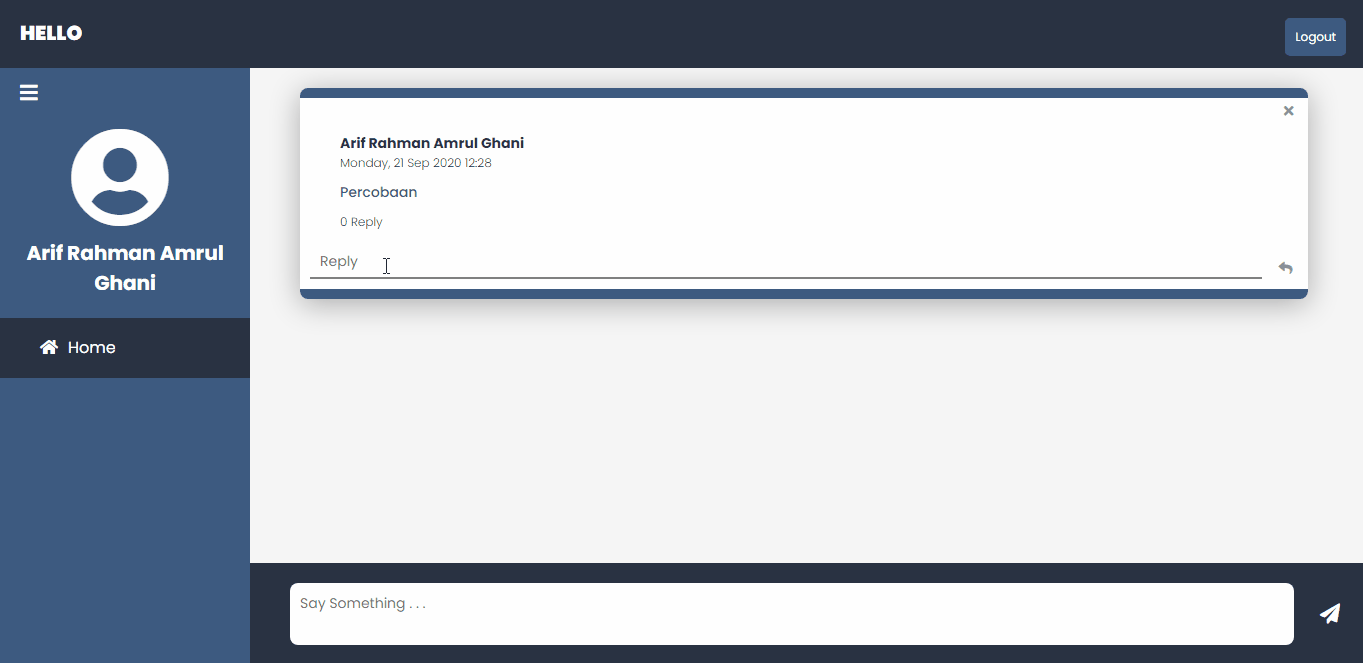 HELLO
Logout
Arif Rahman Amrul
Ghani
Home
Arif Rahman Amrul Ghani
Monday, 21 Sep 2020 12:28
Percobaan
0 Reply
Reply
Say Something . . .